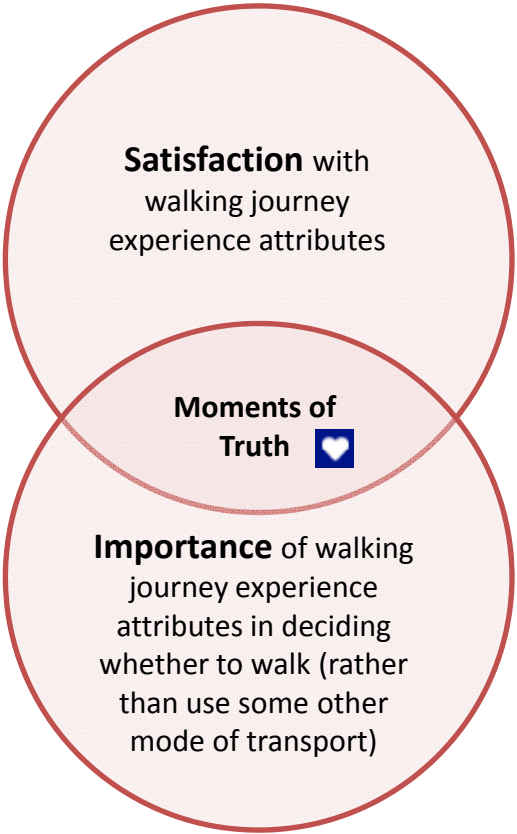 Satisfaction with
walking journey
experience attributes
Moments of
Truth
Importance of walking
journey experience
attributes in deciding
whether to walk (rather
than use some other
mode of transport)